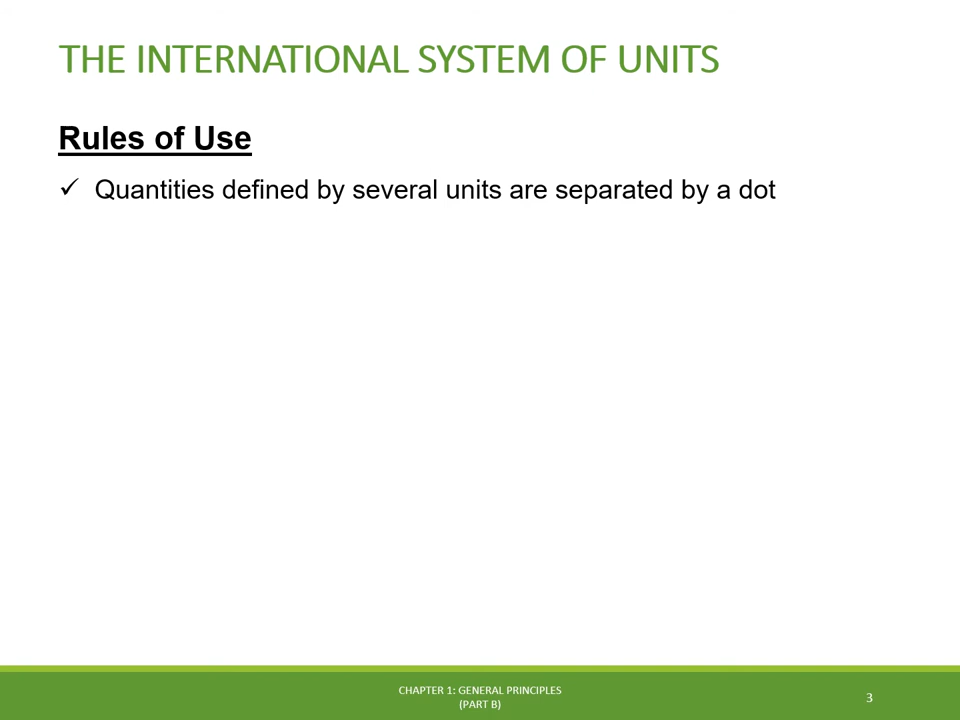 THE INTERNATIONAL SYSTEM OF UNITS
Rules of Use
✓ Quantities defined by several units are separated by a dot
CHAPTER 1: GENERAL PRINCIPLES
(PART B)
3